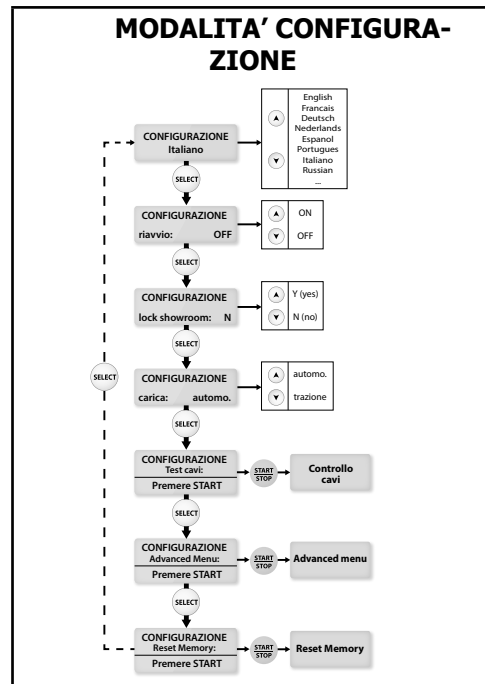 MODALITA’ CONFIGURA-
ZIONE
CONFIGURAZIONE
Italiano
English
Francais
Deutsch
Nederlands
Espanol
Portugues
Italiano
Russian
...
SELECT
CONFIGURAZIONE
riavvio: OFF
ON
OFF
SELECT
CONFIGURAZIONE
lock showroom: N
Y (yes)
N (no)
SELECT
SELECT
CONFIGURAZIONE
carica: automo.
automo.
trazione
SELECT
CONFIGURAZIONE
Test cavi:
Premere START
START
STOP
Controllo
cavi
SELECT
CONFIGURAZIONE
Advanced Menu:
Premere START
START
STOP
Advanced menu
SELECT
CONFIGURAZIONE
Reset Memory:
Premere START
START
STOP
Reset Memory